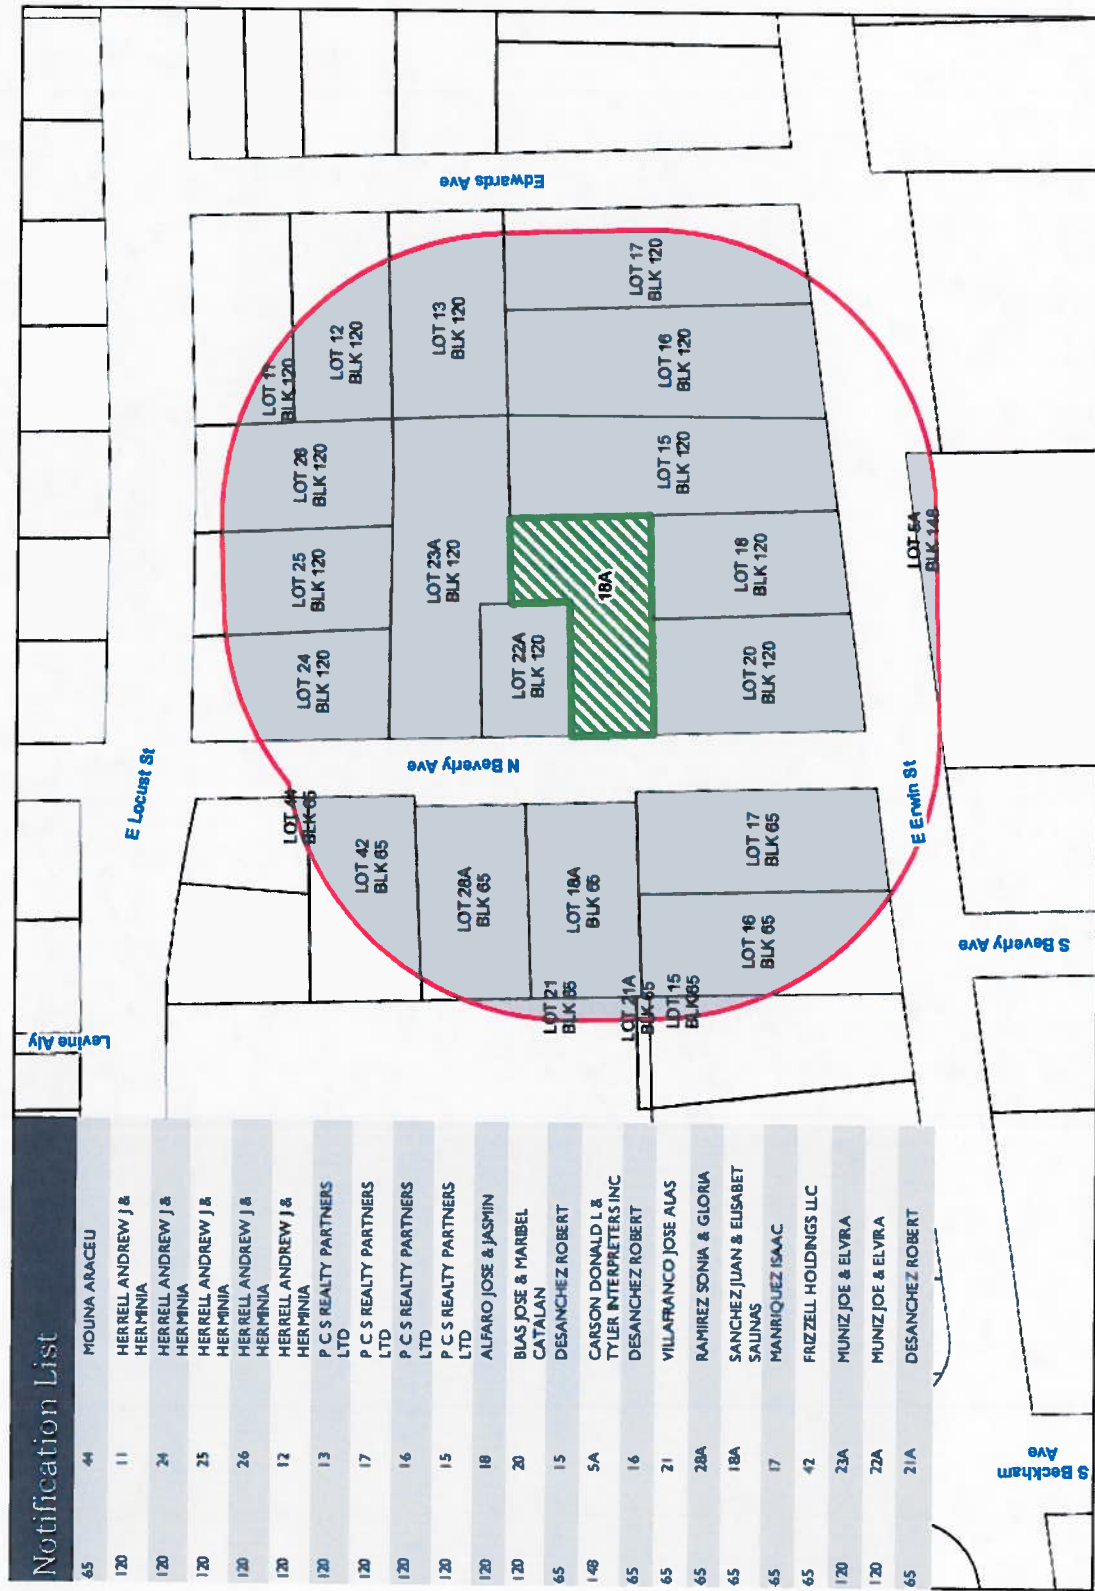 Notification List
65 44 MOUNA ARACEU
120 11 HERRELL ANDREW J &
HERMINIA
120 24 HERRELL ANDREW J &
HERMINIA
120 25 HERRELL ANDREW J &
HERMINIA
120 26 HERRELL ANDREW J &
HERMINIA
120 12 HERRELL ANDREW J &
HERMINIA
120 13 P C S REALTY PARTNERS
LTD
120 17 P C S REALTY PARTNERS
LTD
120 16 P C S REALTY PARTNERS
LTD
120 15 P C S REALTY PARTNERS
LTD
120 18 ALFARO JOSE & JASMIN
120 20 BLAS JOSE & MARIBEL
CATALAN
65 15 DESANCHEZ ROBERT
148 5A CARSON DONALD L &
TYLER INTERPRETERS INC
65 16 DESANCHEZ ROBERT
65 21 VILLAFRANCO JOSE ALAS
65 28A RAMIREZ SONIA & GLORIA
65 18A SANCHEZ JUAN & ELISABET
SALINAS
65 17 MANRIQUEZ ISAAC
65 42 FRIZZELL HOLDINGS LLC
120 23A MUNIZ JOE & ELVIRA
120 22A MUNIZ JOE & ELVIRA
65 21A DESANCHEZ ROBERT
Levine Aly
E Locust St
Edwards Ave
N Beverly Ave
E Erwin St
S Beverly Ave
S Beckham
Ave
LOT 11
BLK 120
LOT 12
BLK 120
LOT 13
BLK 120
LOT 17
BLK 120
LOT 16
BLK 120
LOT 15
BLK 120
LOT 26
BLK 120
LOT 25
BLK 120
LOT 24
BLK 120
LOT 23A
BLK 120
LOT 22A
BLK 120
18A
LOT 18
BLK 120
LOT 20
BLK 120
LOT 5A
BLK 148
LOT 44
BLK 65
LOT 42
BLK 65
LOT 28A
BLK 65
LOT 18A
BLK 65
LOT 17
BLK 65
LOT 16
BLK 65
LOT 21
BLK 65
LOT 21A
BLK 65
LOT 15
BLK 65